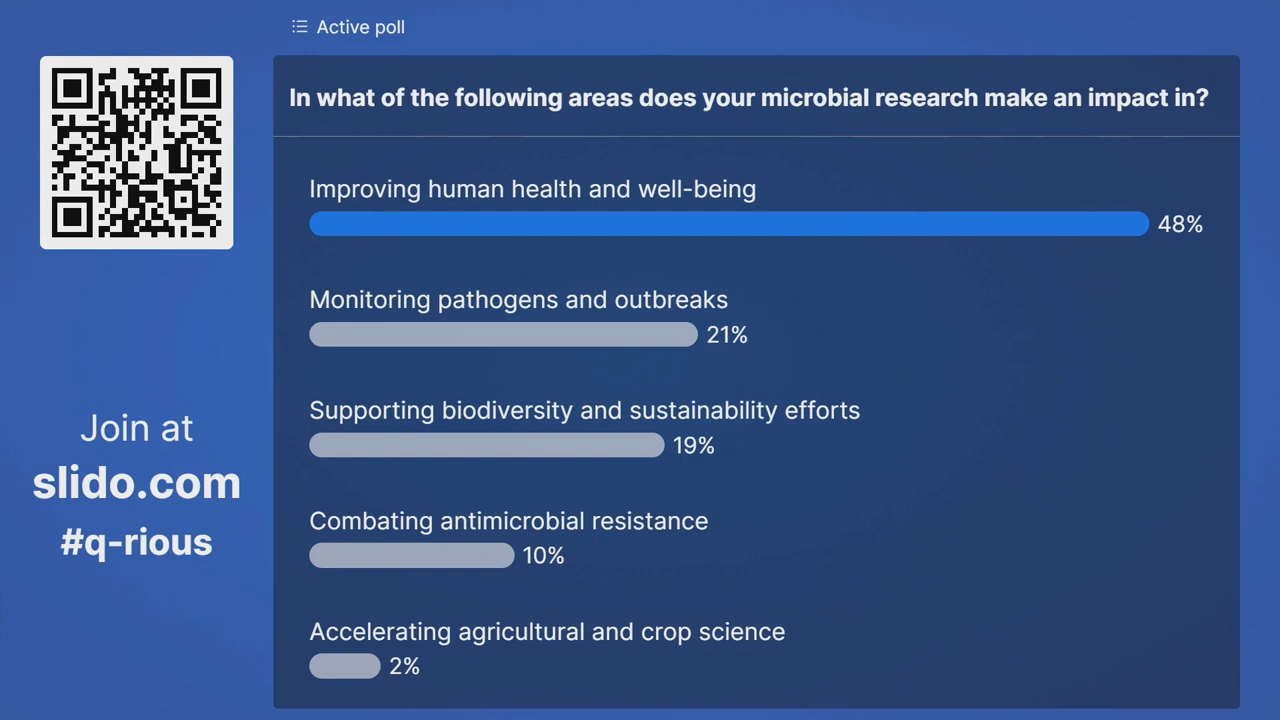 Active poll
In what of the following areas does your microbial research make an impact in?
Improving human health and well-being
48%
Monitoring pathogens and outbreaks
21%
Supporting biodiversity and sustainability efforts
19%
Combating antimicrobial resistance
10%
Accelerating agricultural and crop science
2%
Join at
slido.com
#q-rious